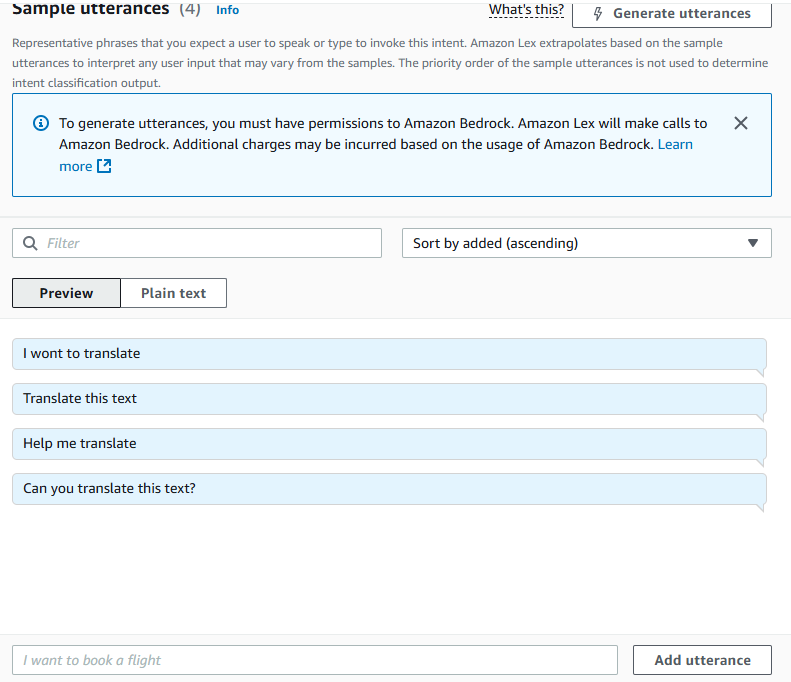 Sample utterances (4) Info What's this? Generate utterances
Representative phrases that you expect a user to speak or type to invoke this intent. Amazon Lex extrapolates based on the sample
utterances to interpret any user input that may vary from the samples. The priority order of the sample utterances is not used to determine
intent classification output.
To generate utterances, you must have permissions to Amazon Bedrock. Amazon Lex will make calls to
Amazon Bedrock. Additional charges may be incurred based on the usage of Amazon Bedrock. Learn
more
Filter Sort by added (ascending)
Preview Plain text
I wont to translate
Translate this text
Help me translate
Can you translate this text?
I want to book a flight Add utterance